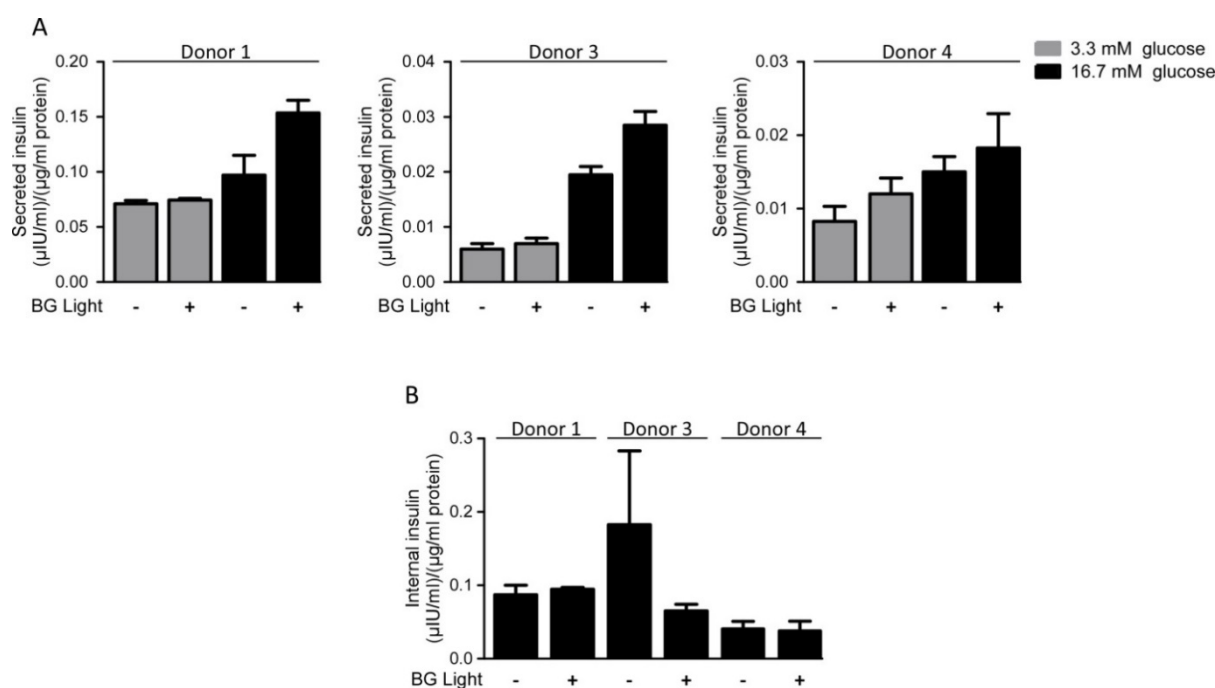 A
Donor 1
Secreted insulin
(µIU/ml)/(µg/ml protein)
0.20
0.15
0.10
0.05
0.00
BG Light - + - +
Donor 3
Secreted insulin
(µIU/ml)/(µg/ml protein)
0.04
0.03
0.02
0.01
0.00
BG Light - + - +
Donor 4
Secreted insulin
(µIU/ml)/(µg/ml protein)
0.03
0.02
0.01
0.00
BG Light - + - +
3.3 mM glucose
16.7 mM glucose
B
Donor 1 Donor 3 Donor 4
Internal insulin
(µIU/ml)/(µg/ml protein)
0.3
0.2
0.1
0.0
BG Light - + - + - +